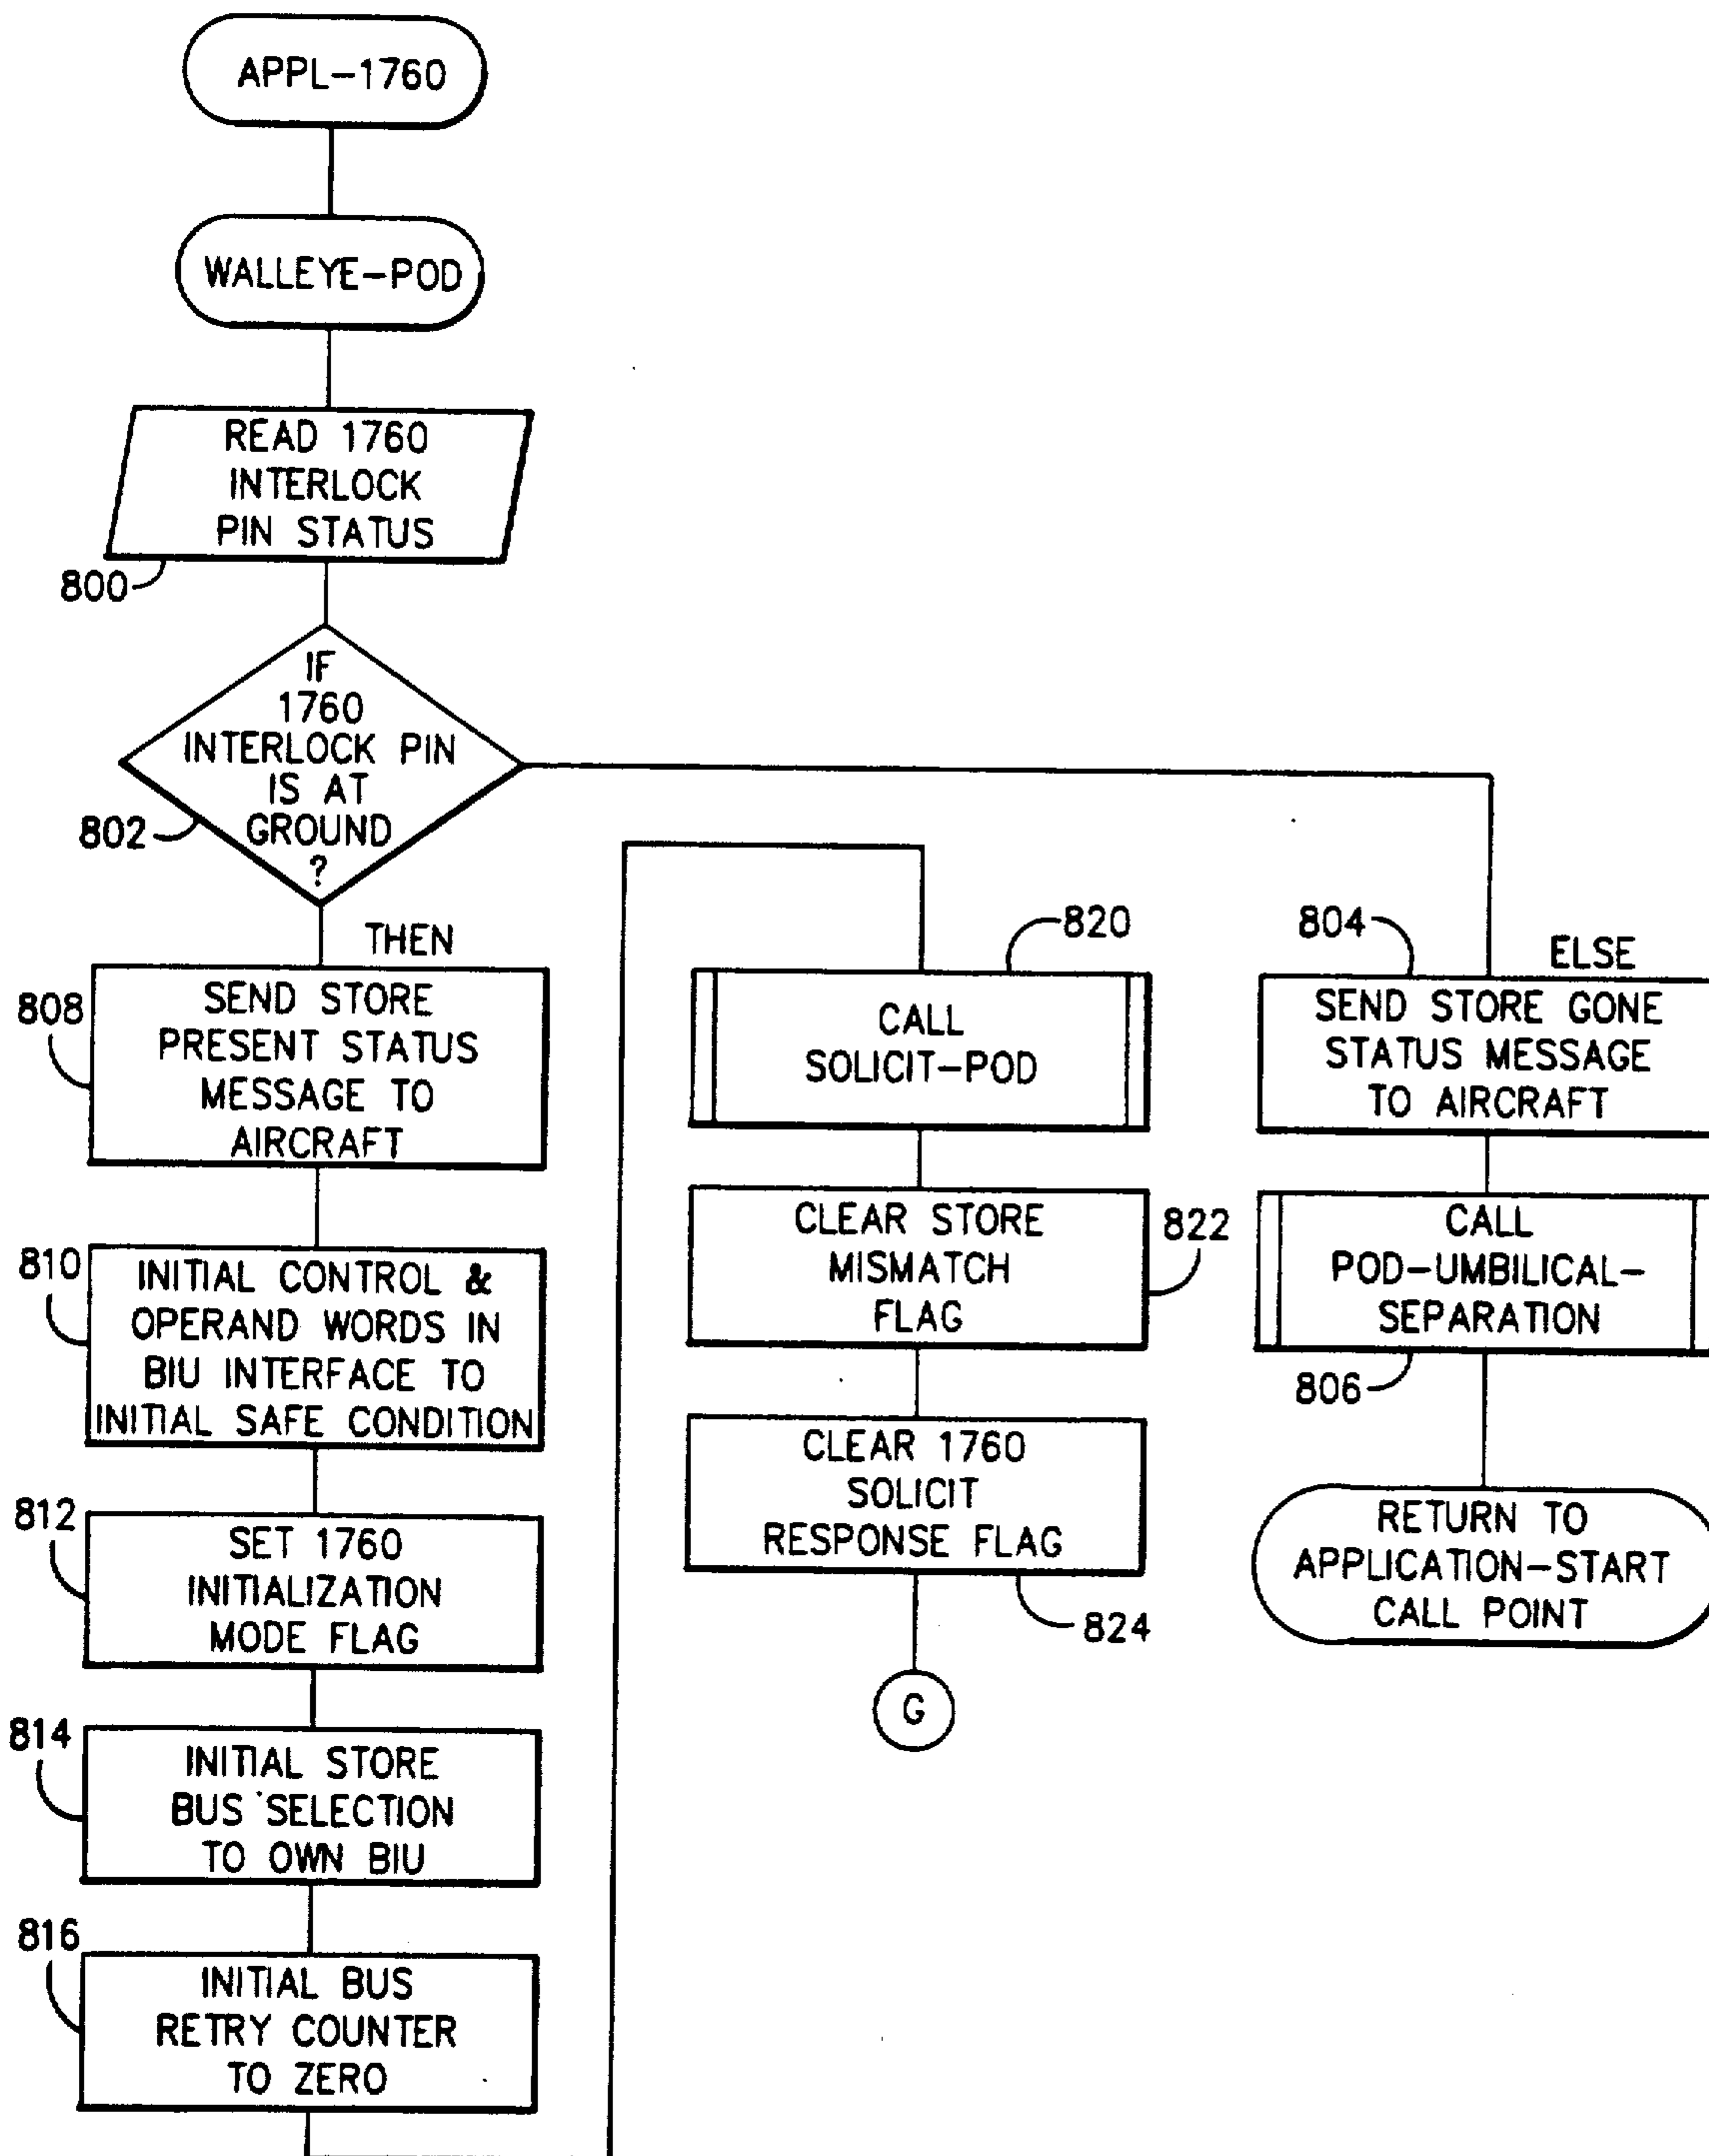 APPL-1760
WALLEYE-POD
READ 1760
INTERLOCK
PIN STATUS
800
IF
1760
INTERLOCK PIN
IS AT
GROUND
?
802
THEN
808
SEND STORE
PRESENT STATUS
MESSAGE TO
AIRCRAFT
810
INITIAL CONTROL &
OPERAND WORDS IN
BIU INTERFACE TO
INITIAL SAFE CONDITION
812
SET 1760
INITIALIZATION
MODE FLAG
814
INITIAL STORE
BUS SELECTION
TO OWN BIU
816
INITIAL BUS
RETRY COUNTER
TO ZERO
820
CALL
SOLICIT-POD
CLEAR STORE
MISMATCH
FLAG
822
CLEAR 1760
SOLICIT
RESPONSE FLAG
824
G
804
ELSE
SEND STORE GONE
STATUS MESSAGE
TO AIRCRAFT
CALL
POD-UMBILICAL-
SEPARATION
806
RETURN TO
APPLICATION-START
CALL POINT